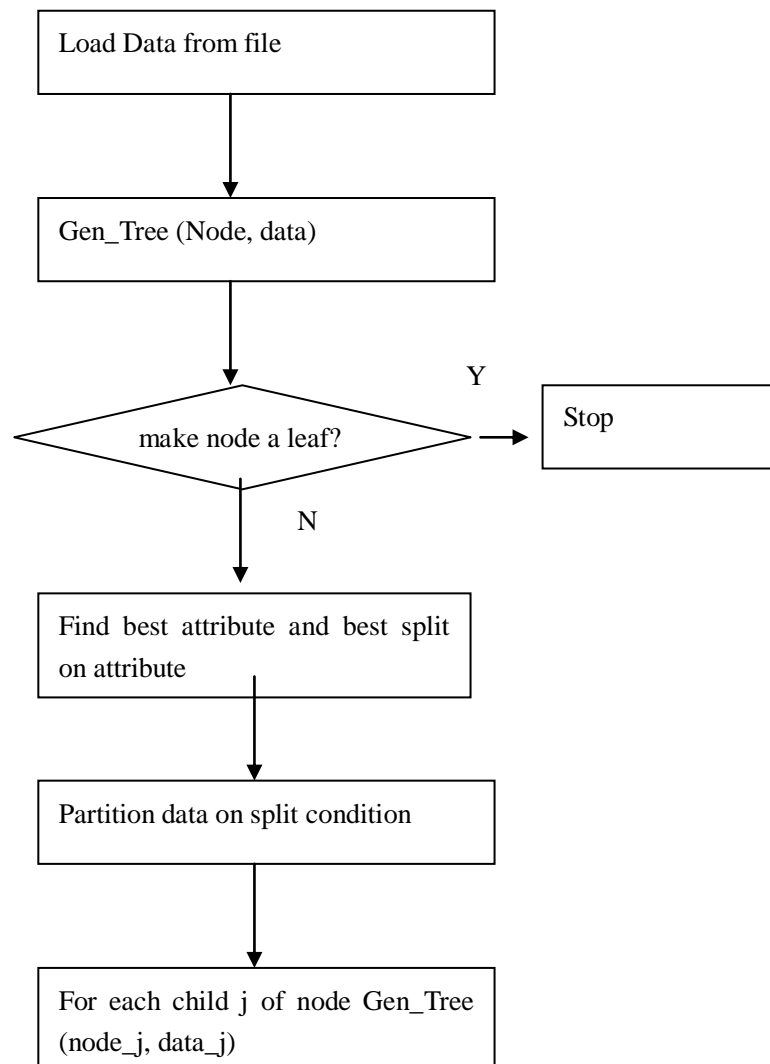 Load Data from file
Gen_Tree (Node, data)
Y
make node a leaf?
Stop
N
Find best attribute and best split
on attribute
Partition data on split condition
For each child j of node Gen_Tree
(node_j, data_j)